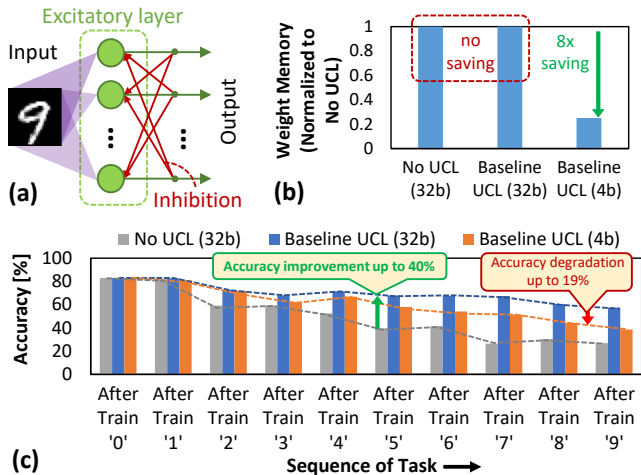 Excitatory layer
Input
9
Output
Inhibition
(a)
Weight Memory
(Normalized to
No UCL)
1
0.8
0.6
0.4
0.2
0
no
saving
8x
saving
No UCL
(32b)
Baseline
UCL (32b)
Baseline
UCL (4b)
(b)
No UCL (32b)
Baseline UCL (32b)
Baseline UCL (4b)
Accuracy [%]
100
80
60
40
20
0
Accuracy improvement up to 40%
Accuracy degradation
up to 19%
After
Train
'0'
After
Train
'1'
After
Train
'2'
After
Train
'3'
After
Train
'4'
After
Train
'5'
After
Train
'6'
After
Train
'7'
After
Train
'8'
After
Train
'9'
(c)
Sequence of Task